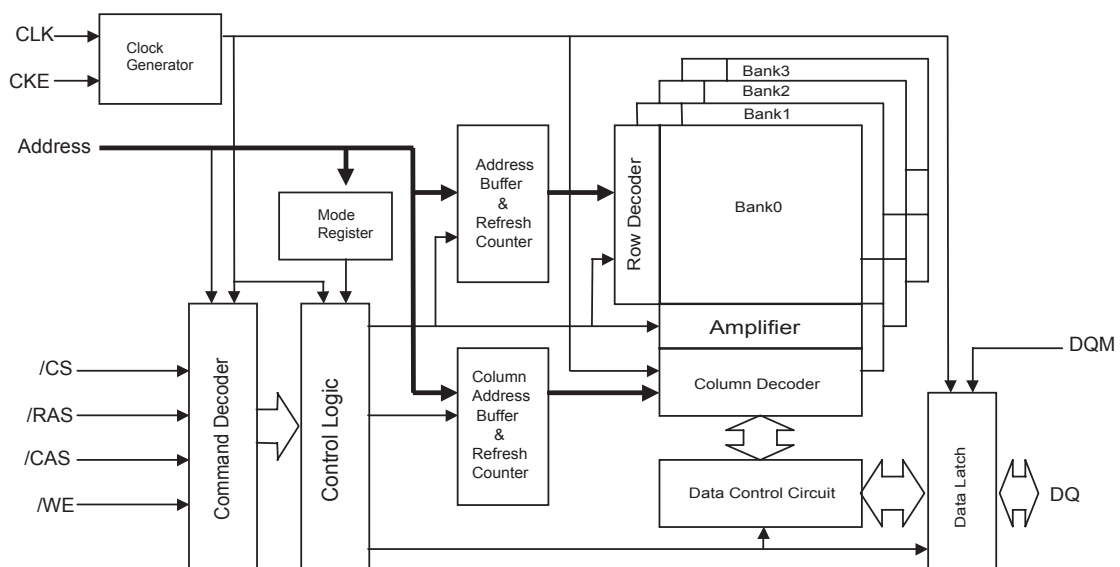 CLK
CKE
Clock
Generator
Bank3
Bank2
Bank1
Bank0
Address
Mode
Register
Address
Buffer
&
Refresh
Counter
Row Decoder
Amplifier
Column Decoder
/CS
/RAS
/CAS
/WE
Command Decoder
Control Logic
Column
Address
Buffer
&
Refresh
Counter
Data Control Circuit
DQM
Data Latch
DQ